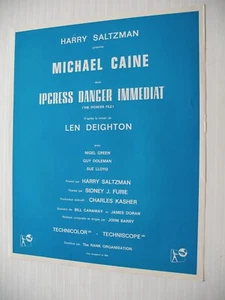 HARRY SALTZMAN
présente
MICHAEL CAINE
dans
IPCRESS DANGER IMMEDIAT
(THE IPCRESS FILE)
d'après le roman de
LEN DEIGHTON
avec
NIGEL GREEN
GUY DOLEMAN
SUE LLOYD
Produit par HARRY SALTZMAN
Réalisé par SIDNEY J. FURIE
Producteur exécutif CHARLES KASHER
Scénario de BILL CANAWAY et JAMES DORAN
Musique composée et dirigée par JOHN BARRY
TECHNICOLOR - TECHNISCOPE
Distribué par The RANK ORGANISATION